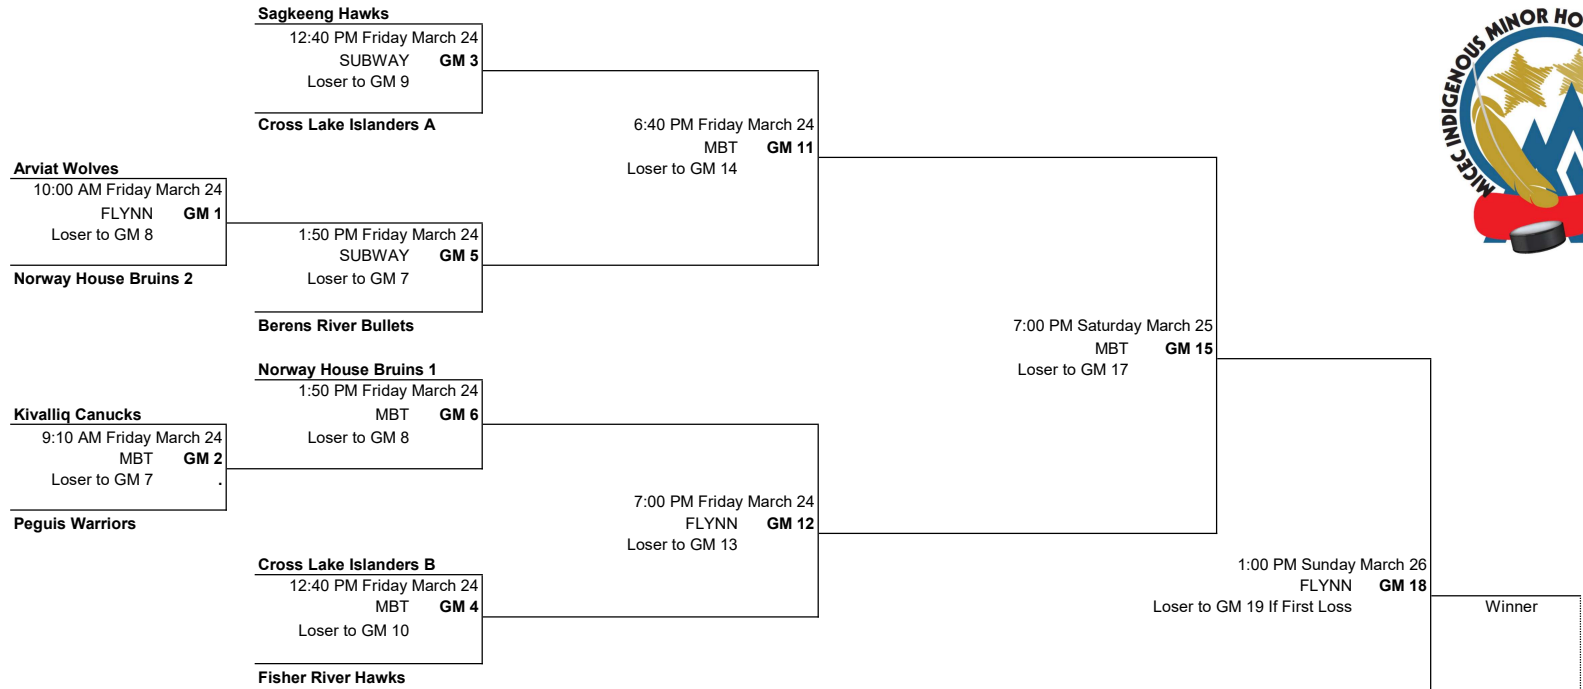 Sagkeeng Hawks
12:40 PM Friday March 24
SUBWAY GM 3
Loser to GM 9
Cross Lake Islanders A
6:40 PM Friday March 24
MBT GM 11
Loser to GM 14
Arviat Wolves
10:00 AM Friday March 24
FLYNN GM 1
Loser to GM 8
Norway House Bruins 2
1:50 PM Friday March 24
SUBWAY GM 5
Loser to GM 7
Berens River Bullets
7:00 PM Saturday March 25
MBT GM 15
Loser to GM 17
Norway House Bruins 1
1:50 PM Friday March 24
MBT GM 6
Loser to GM 8
Kivalliq Canucks
9:10 AM Friday March 24
MBT GM 2
Loser to GM 7 .
Peguis Warriors
7:00 PM Friday March 24
FLYNN GM 12
Loser to GM 13
Cross Lake Islanders B
12:40 PM Friday March 24
MBT GM 4
Loser to GM 10
Fisher River Hawks
1:00 PM Sunday March 26
FLYNN GM 18
Loser to GM 19 If First Loss
Winner
MICEC INDIGENOUS MINOR HO